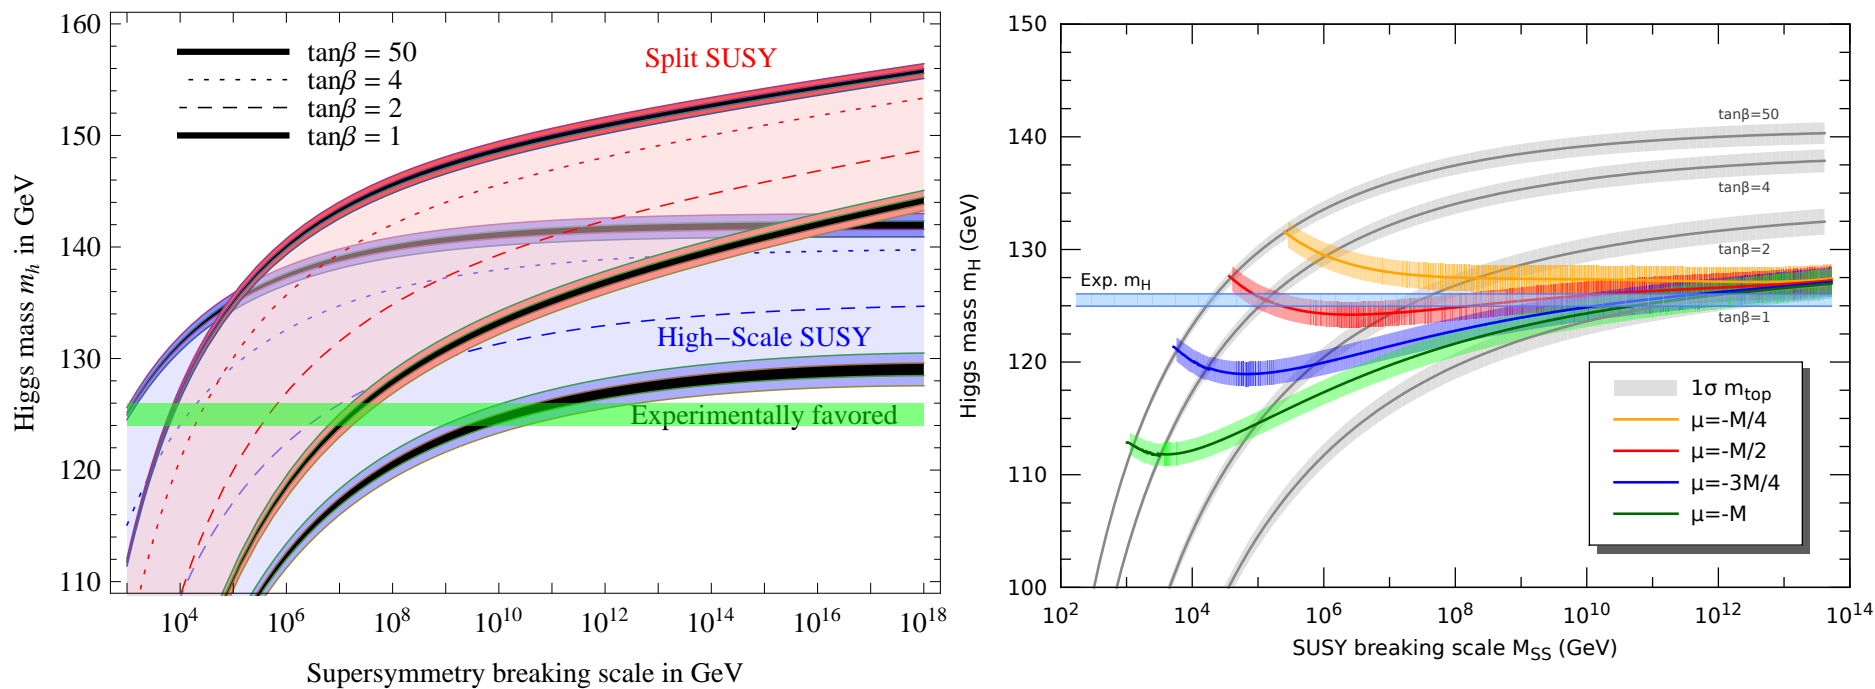 160
150
140
130
120
110
Higgs mass m_h in GeV
tanβ = 50
tanβ = 4
tanβ = 2
tanβ = 1
Split SUSY
High–Scale SUSY
Experimentally favored
10^4 10^6 10^8 10^10 10^12 10^14 10^16 10^18
Supersymmetry breaking scale in GeV
150
140
130
120
110
100
Higgs mass m_H (GeV)
tanβ=50
tanβ=4
tanβ=2
Exp. m_H
tanβ=1
1σ m_top
μ=-M/4
μ=-M/2
μ=-3M/4
μ=-M
10^2 10^4 10^6 10^8 10^10 10^12 10^14
SUSY breaking scale M_SS (GeV)